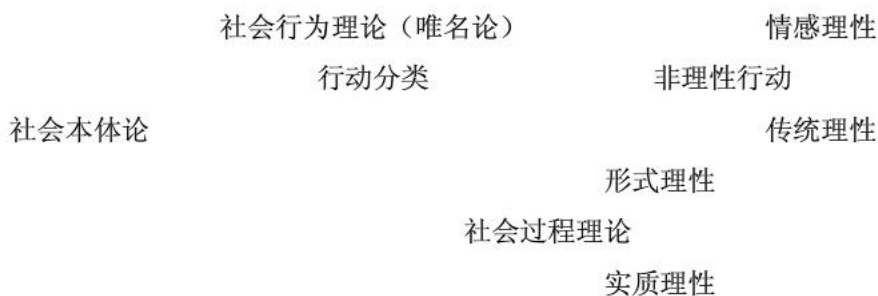 社会行为理论（唯名论） 情感理性
行动分类 非理性行动
社会本体论 传统理性
形式理性
社会过程理论
实质理性